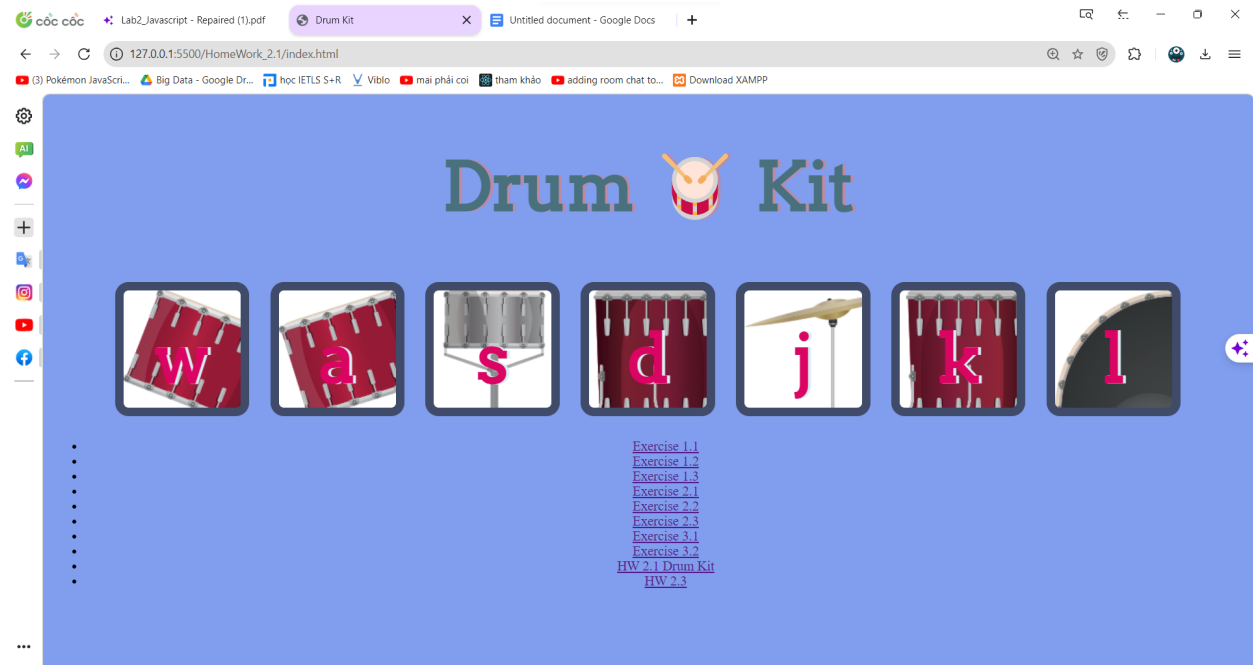 cốc cốc
Lab2_Javascript - Repaired (1).pdf
Drum Kit
Untitled document - Google Docs
127.0.0.1:5500/HomeWork_2.1/index.html
(3) Pokémon JavaScri...
Big Data - Google Dr...
học IETLS S+R
Viblo
mai phải coi
tham khảo
adding room chat to...
Download XAMPP
AI
Drum Kit
w a s d j k l
Exercise 1.1
Exercise 1.2
Exercise 1.3
Exercise 2.1
Exercise 2.2
Exercise 2.3
Exercise 3.1
Exercise 3.2
HW 2.1 Drum Kit
HW 2.3